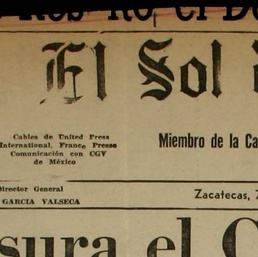 El Sol
Cables de United Press
International, France Presse
Comunicación con CGV
de México
Miembro de la Ca
Director General
GARCIA VALSECA
Zacatecas,
sura el